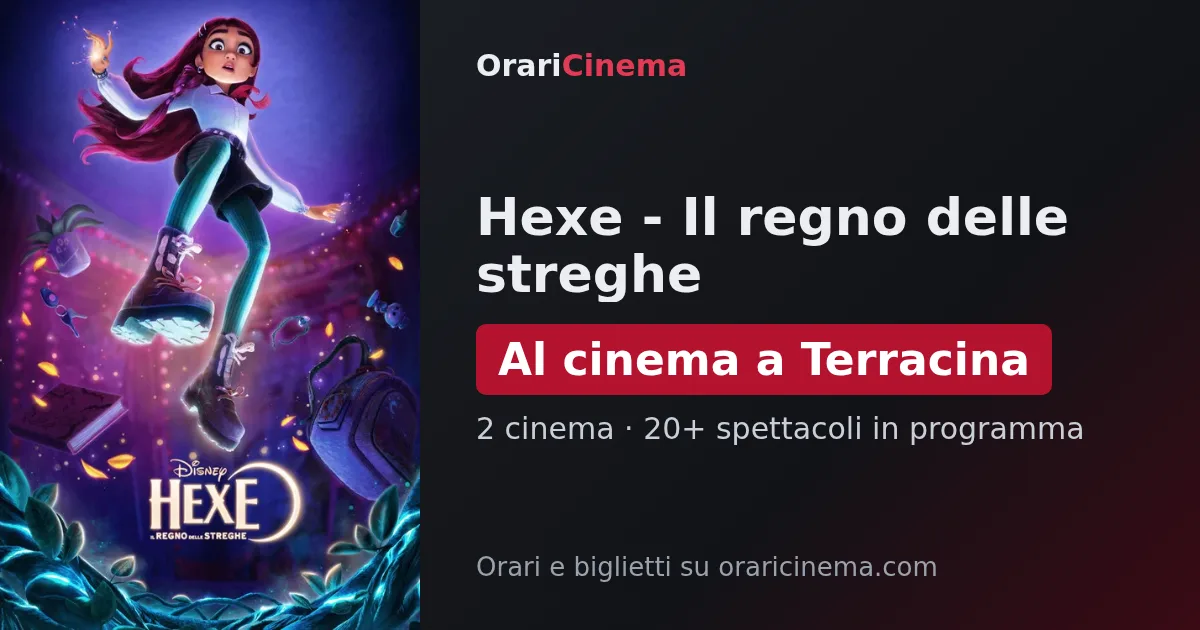 OrariCinema
Hexe - Il regno delle
streghe
Al cinema a Terracina
2 cinema · 20+ spettacoli in programma
Orari e biglietti su oraricinema.com
Disney
HEXE
IL REGNO DELLE STREGHE